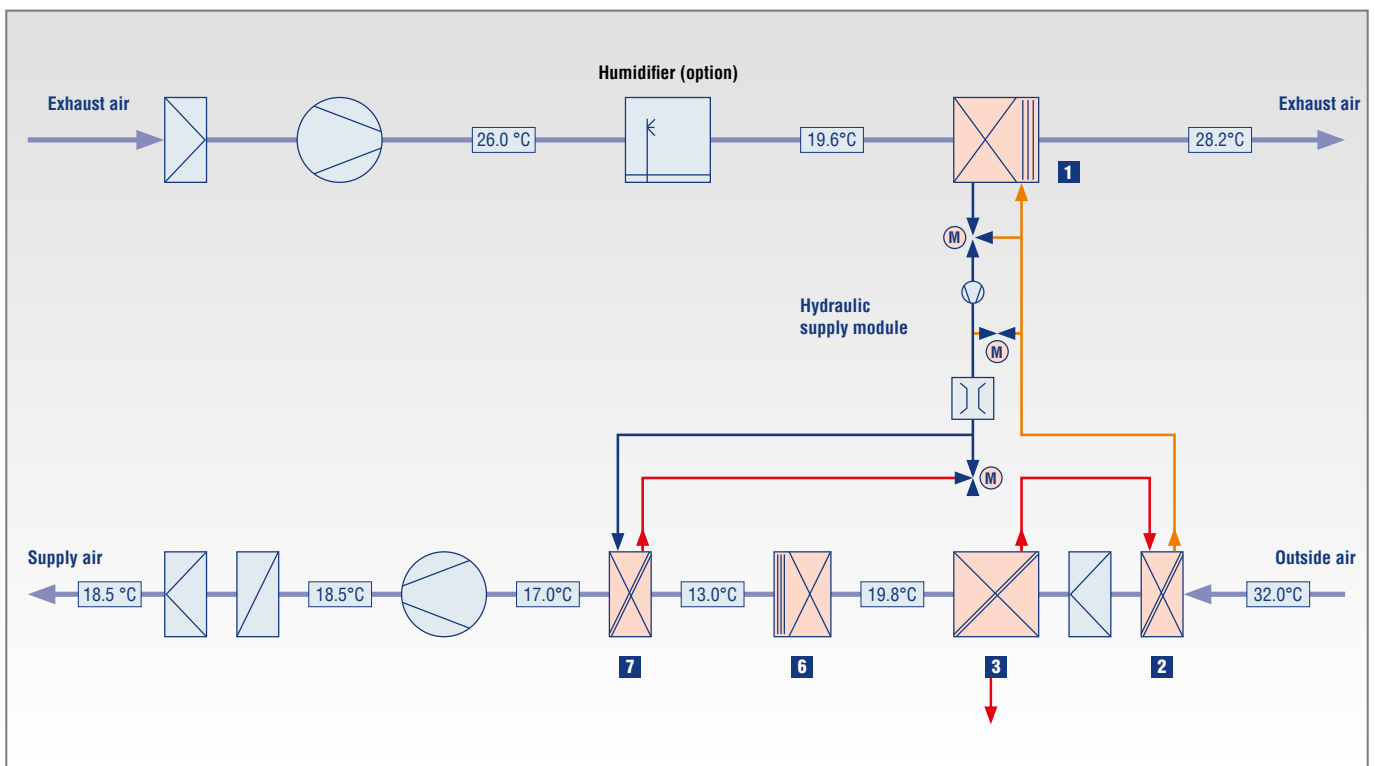 Humidifier (option)
Exhaust air
Exhaust air
26.0 °C
19.6°C
28.2°C
1
M
Hydraulic
supply module
M
M
Supply air
Outside air
18.5 °C
18.5°C
17.0°C
13.0°C
19.8°C
32.0°C
7
6
3
2